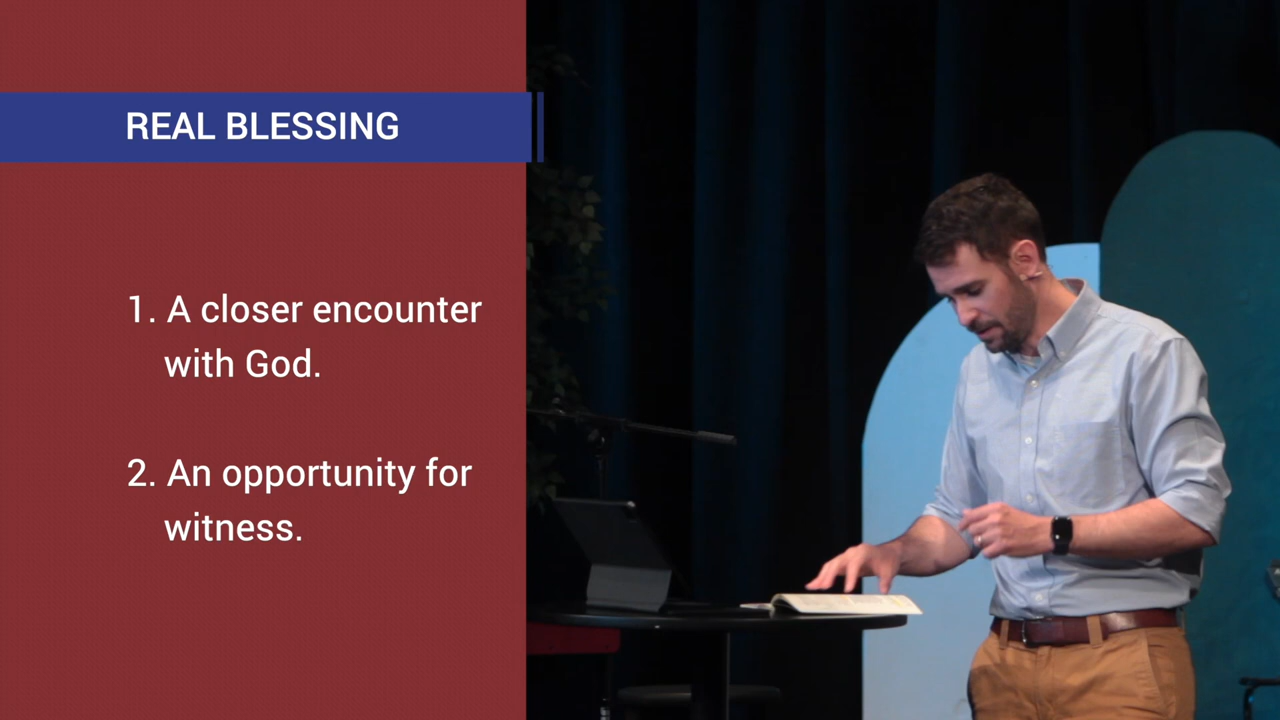 REAL BLESSING
1. A closer encounter
with God.
2. An opportunity for
witness.